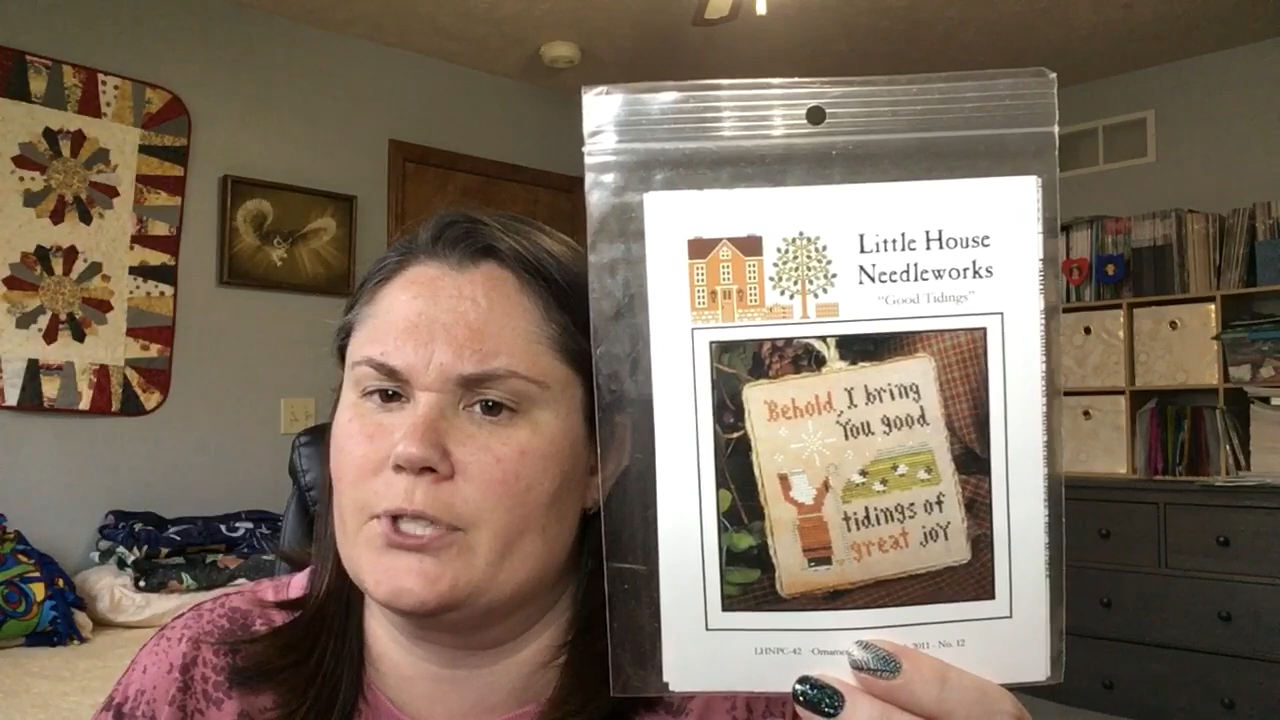 Little House
Needleworks
"Good Tidings"
Behold, I bring
You good
tidings of
great joy
LHNPC-42 2011 - No. 12